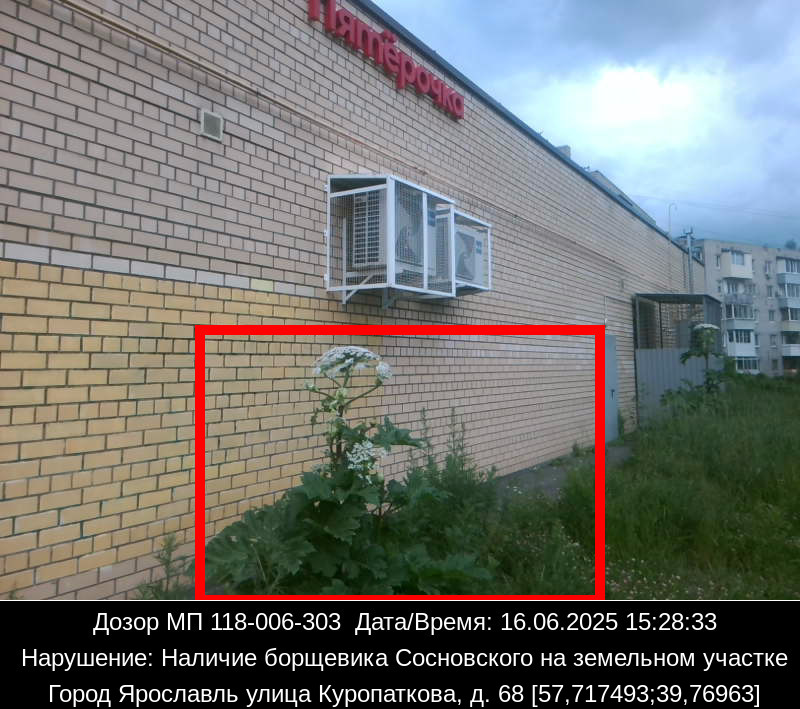 Пятёрочка
Дозор МП 118-006-303 Дата/Время: 16.06.2025 15:28:33
Нарушение: Наличие борщевика Сосновского на земельном участке
Город Ярославль улица Куропаткова, д. 68 [57,717493;39,76963]